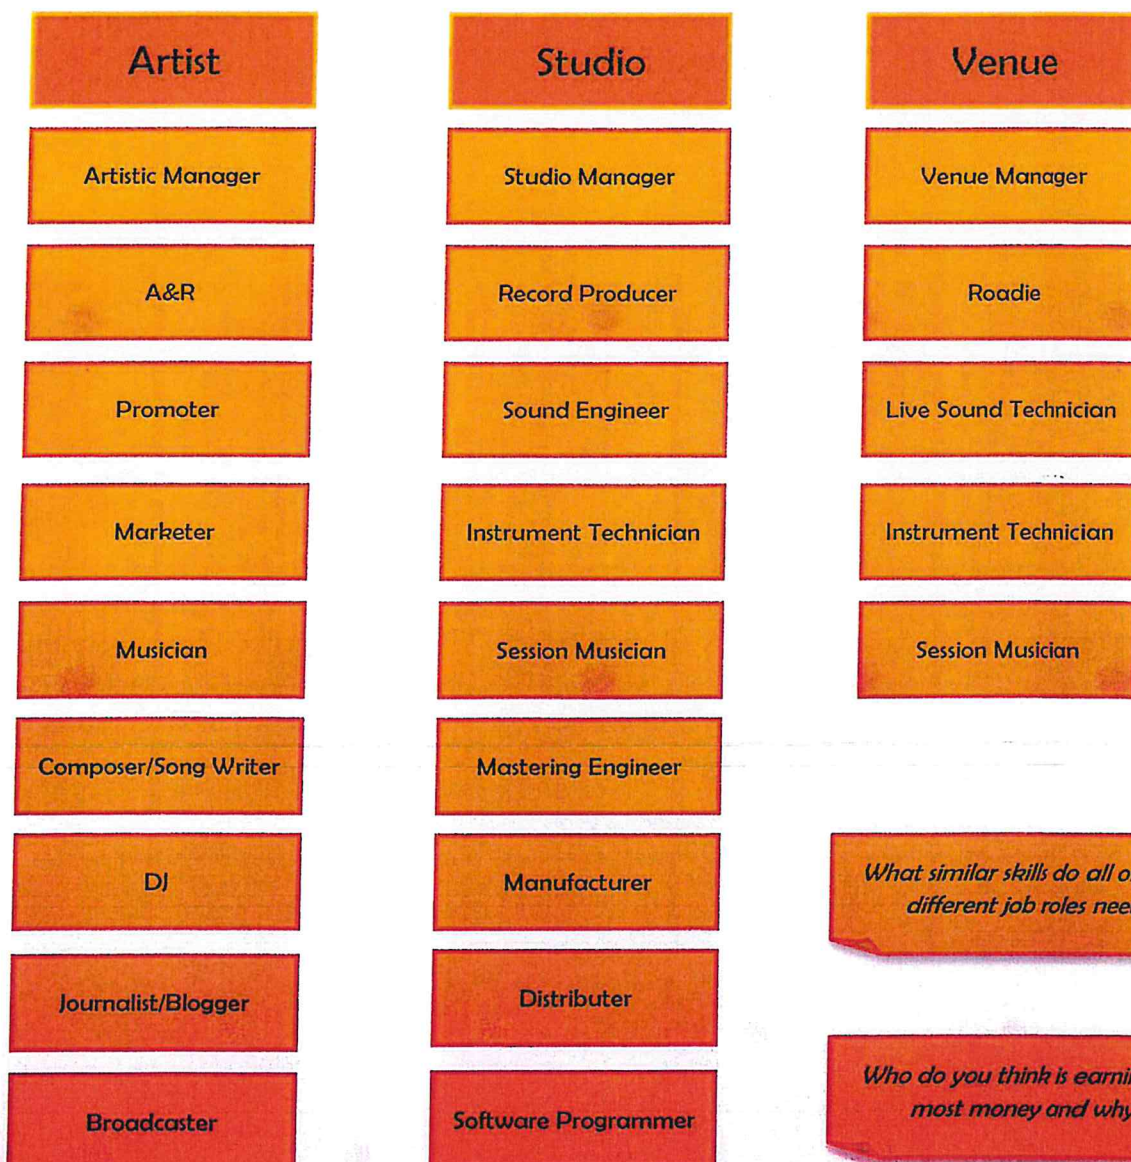 Artist
Artistic Manager
A&R
Promoter
Marketer
Musician
Composer/Song Writer
DJ
Journalist/Blogger
Broadcaster
Studio
Studio Manager
Record Producer
Sound Engineer
Instrument Technician
Session Musician
Mastering Engineer
Manufacturer
Distributer
Software Programmer
Venue
Venue Manager
Roadie
Live Sound Technician
Instrument Technician
Session Musician
What similar skills do all
different job roles
Who do you think is
most money and why